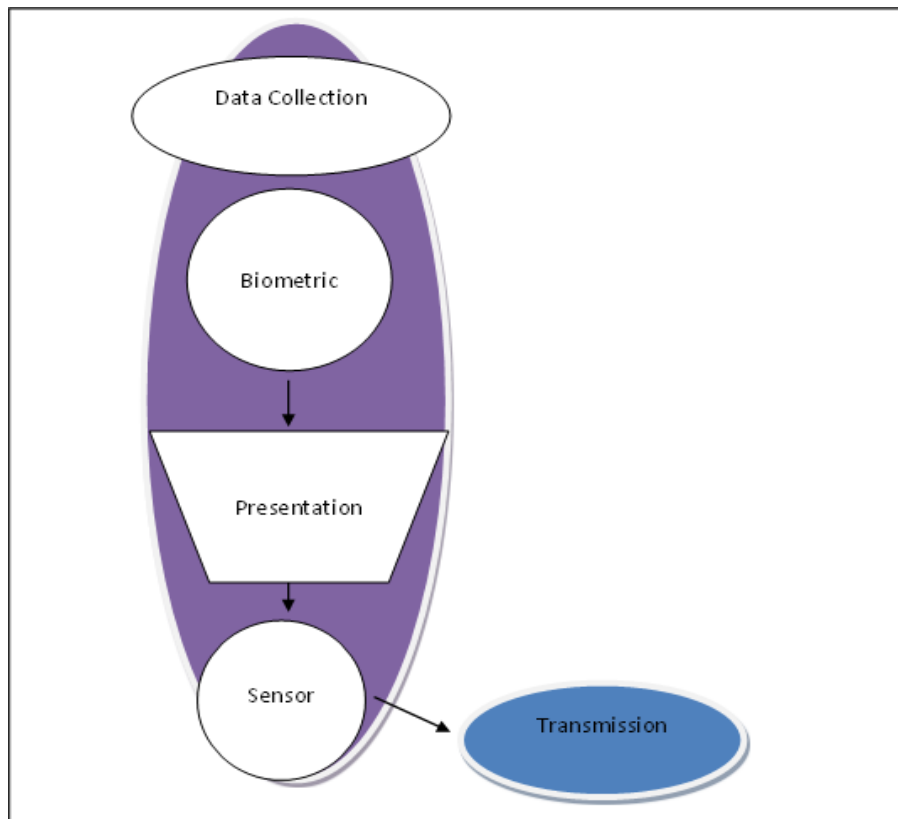 Data Collection
Biometric
Presentation
Sensor
Transmission